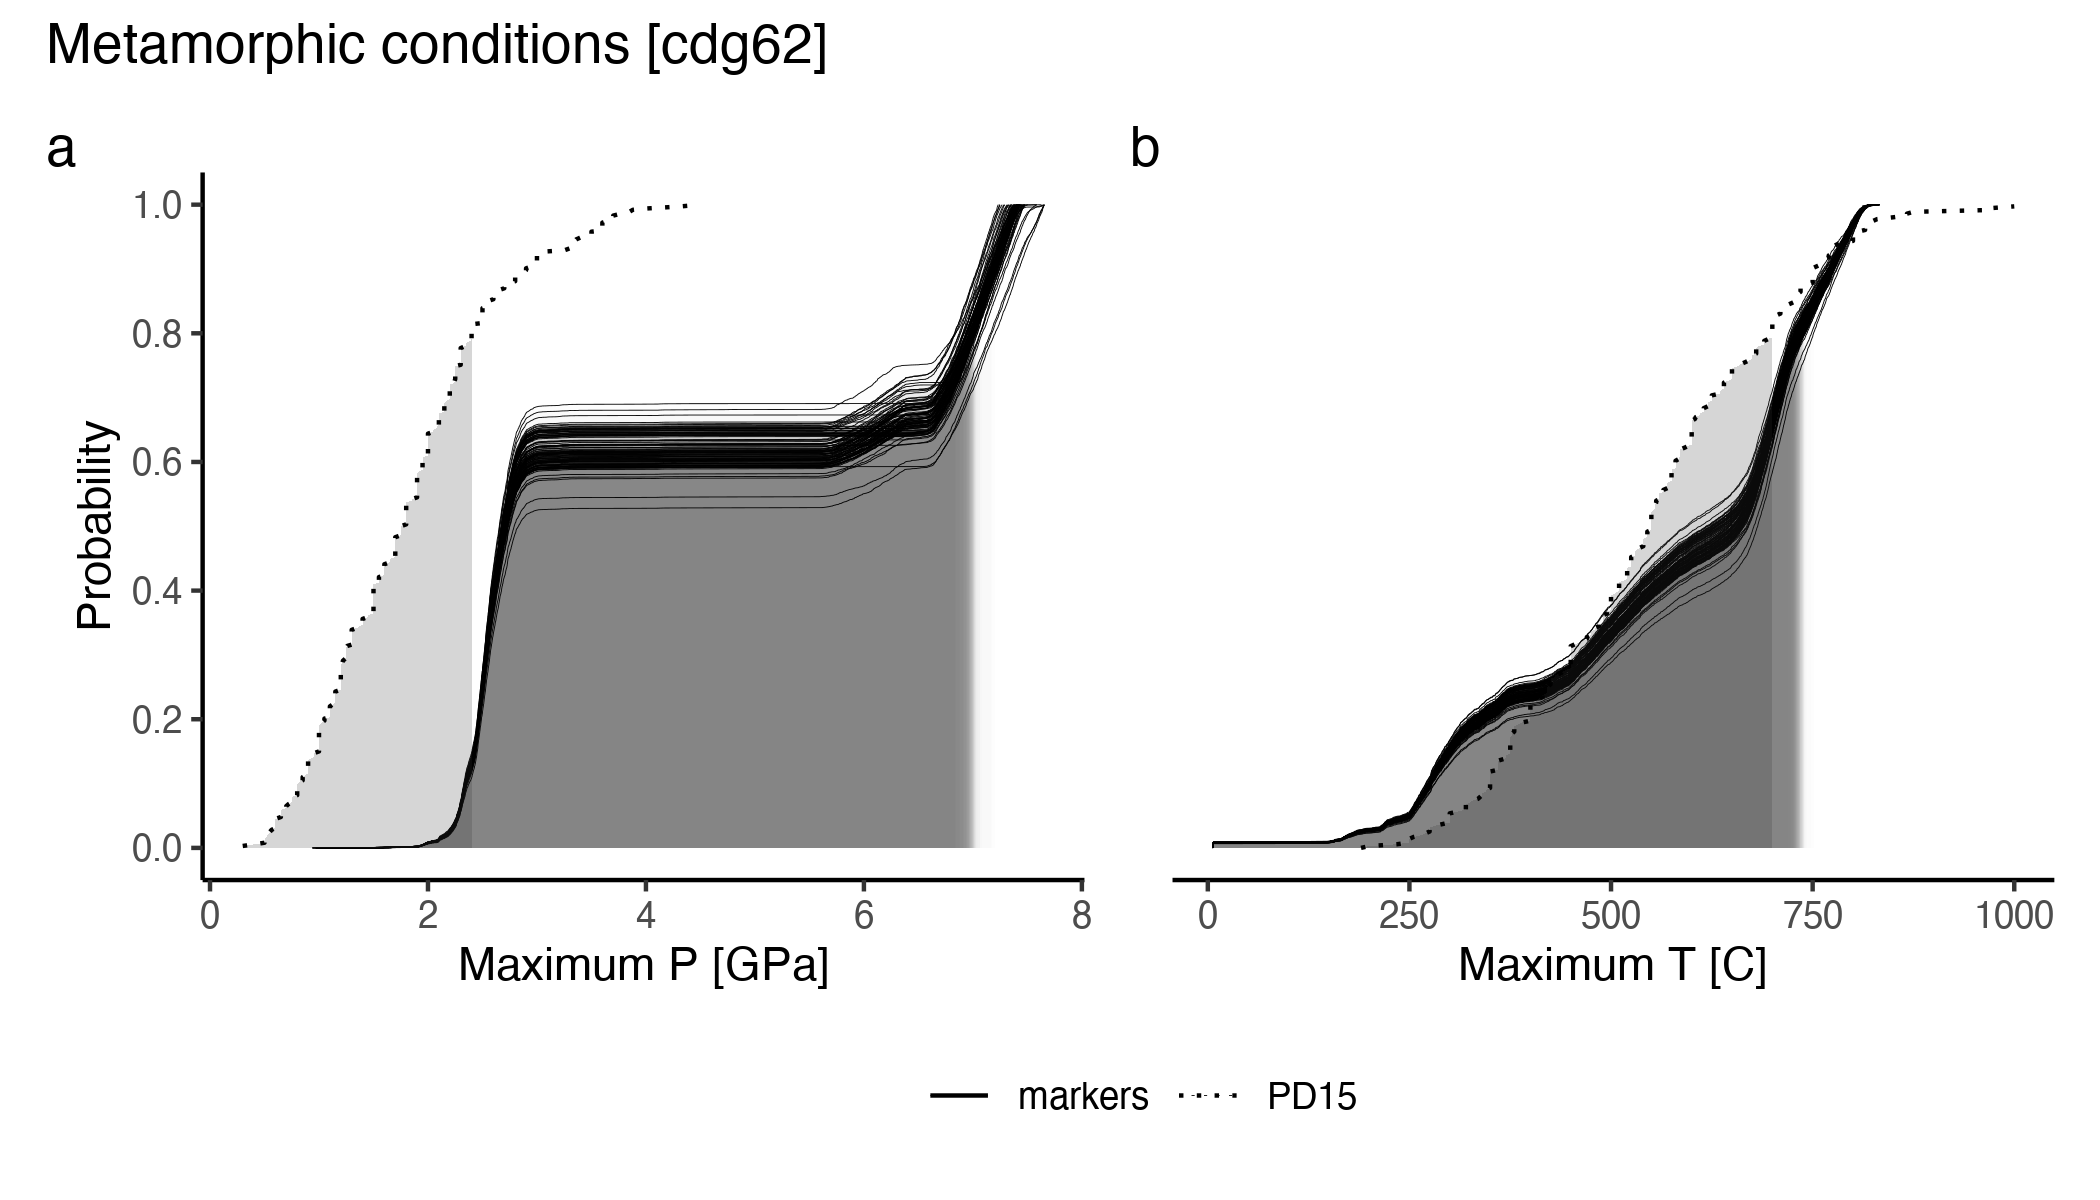 Metamorphic conditions [cdg62]
a
b
Probability
1.0
0.8
0.6
0.4
0.2
0.0
0 2 4 6 8
Maximum P [GPa]
0 250 500 750 1000
Maximum T [C]
markers PD15